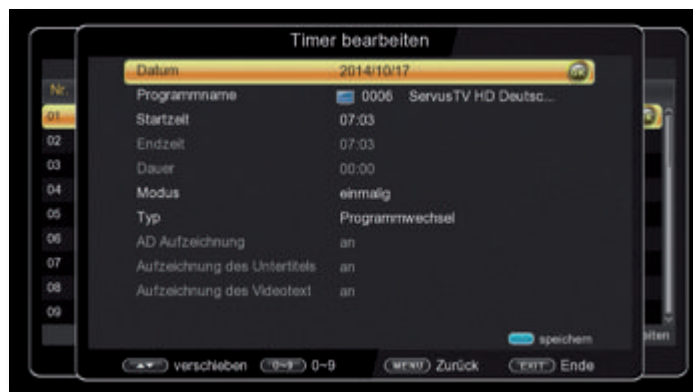 Timer bearbeiten
Nr.
Datum 2014/10/17
Programmname 0006 ServusTV HD Deutsc...
Startzeit 07:03
Endzeit 07:03
Dauer 00:00
Modus einmalig
Typ Programmwechsel
AD Aufzeichnung an
Aufzeichnung des Untertitels an
Aufzeichnung des Videotext an
01
02
03
04
05
06
07
08
09
speichern
eiten
verschieben 0~9 0~9 MENU Zurück EXIT Ende